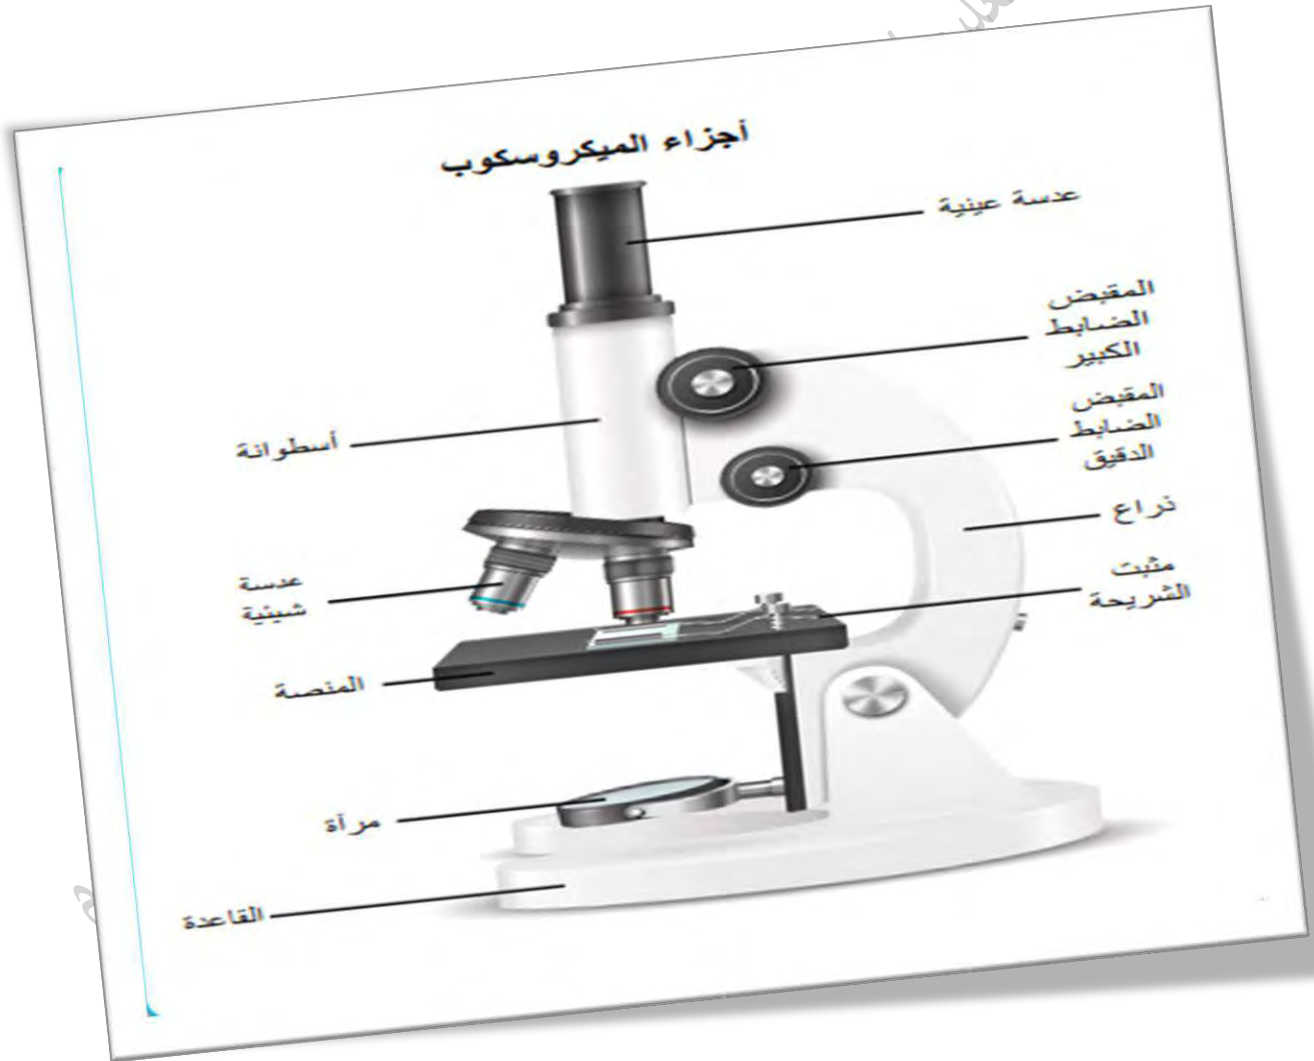 أجزاء الميكروسكوب
عدسة عينية
المقبض
الضابط
الكبير
المقبض
الضابط
الدقيق
ذراع
مثبت
الشريحة
أسطوانة
عدسة
شيئية
المنصة
مرآة
القاعدة